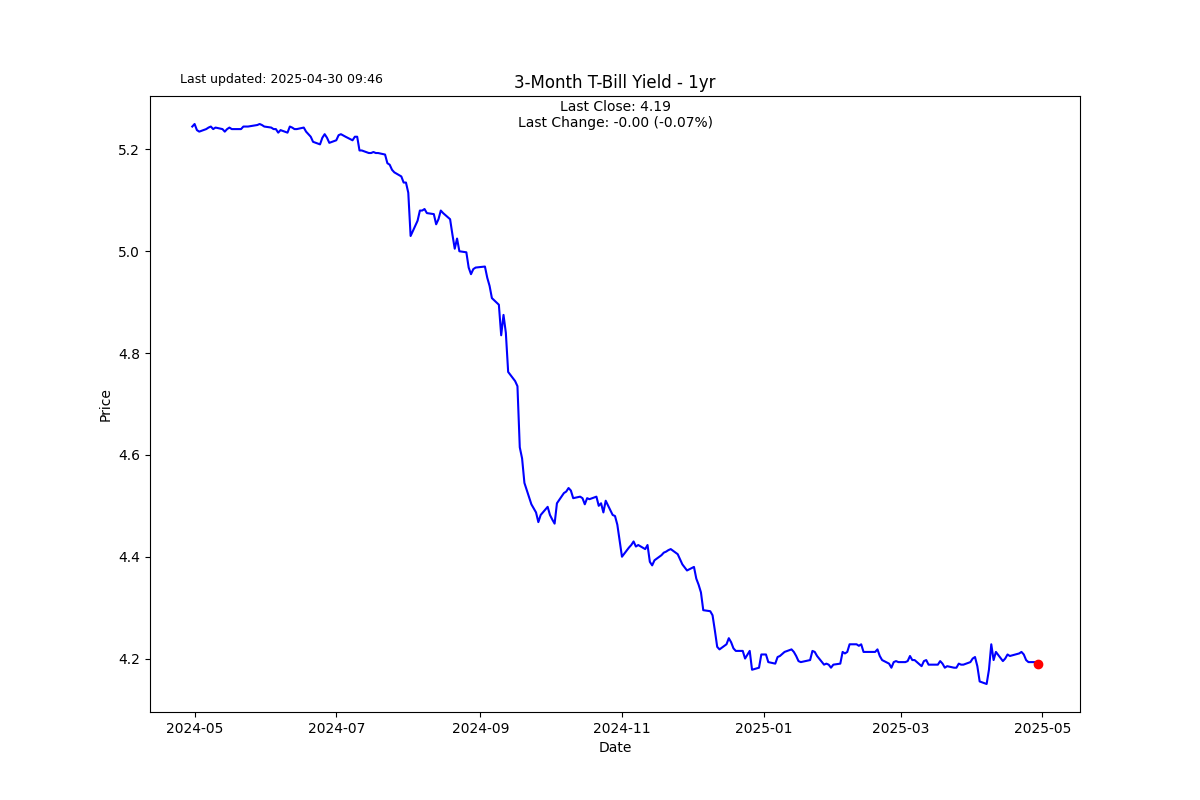 Last updated: 2025-04-30 09:46
3-Month T-Bill Yield - 1yr
Last Close: 4.19
Last Change: -0.00 (-0.07%)
5.2
5.0
4.8
4.6
4.4
4.2
Price
2024-05 2024-07 2024-09 2024-11 2025-01 2025-03 2025-05
Date